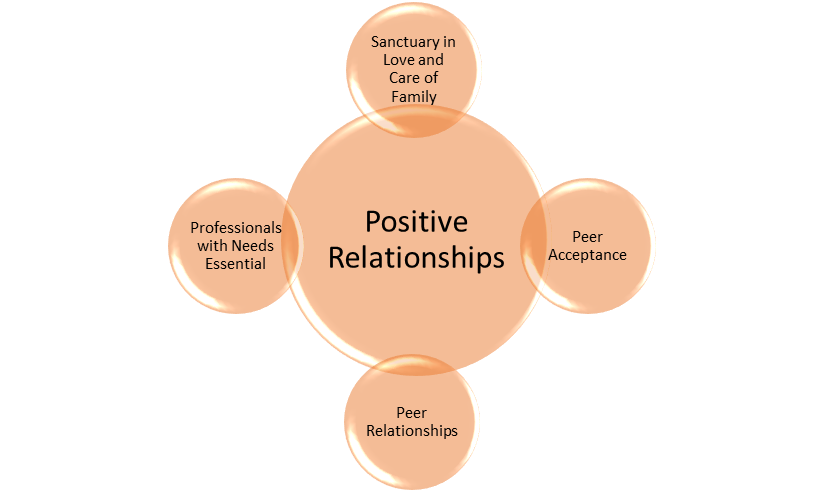 Sanctuary in
Love and
Care of
Family
Positive
Relationships
Professionals
with Needs
Essential
Peer
Acceptance
Peer
Relationships